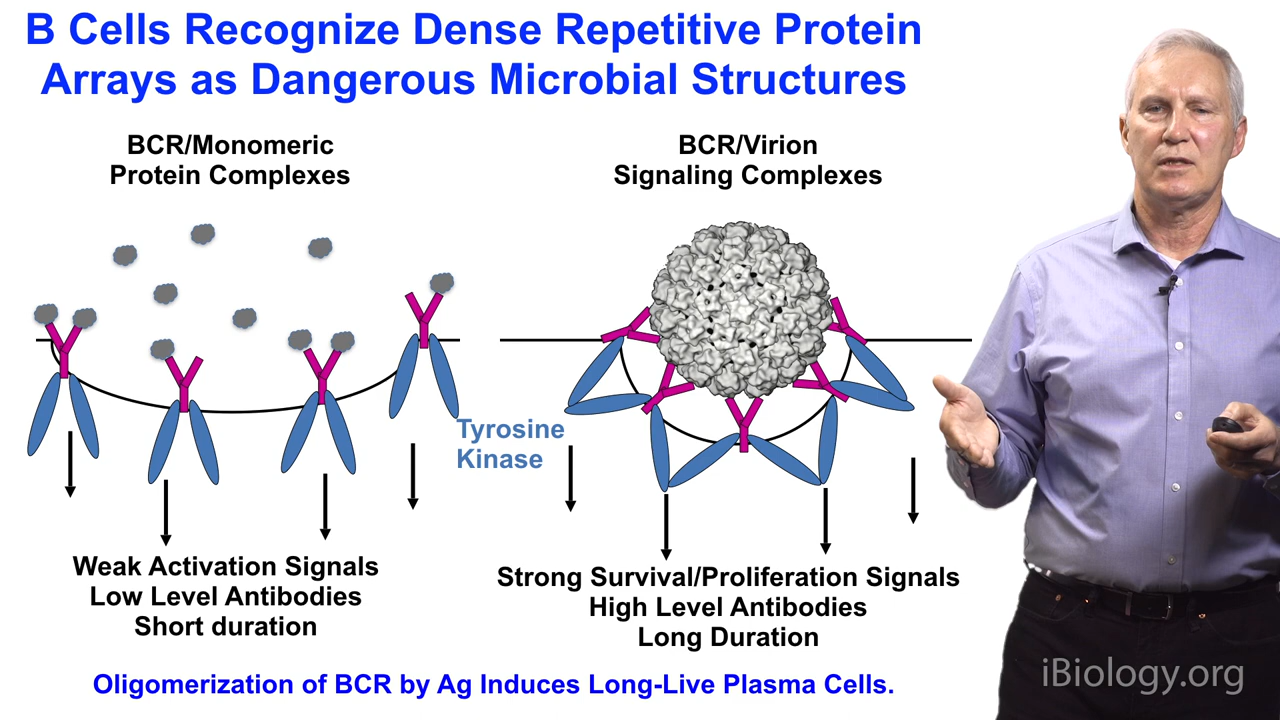 B Cells Recognize Dense Repetitive Protein
Arrays as Dangerous Microbial Structures
BCR/Monomeric
Protein Complexes
BCR/Virion
Signaling Complexes
Tyrosine
Kinase
Weak Activation Signals
Low Level Antibodies
Short duration
Strong Survival/Proliferation Signals
High Level Antibodies
Long Duration
Oligomerization of BCR by Ag Induces Long-Live Plasma Cells.
iBiology.org